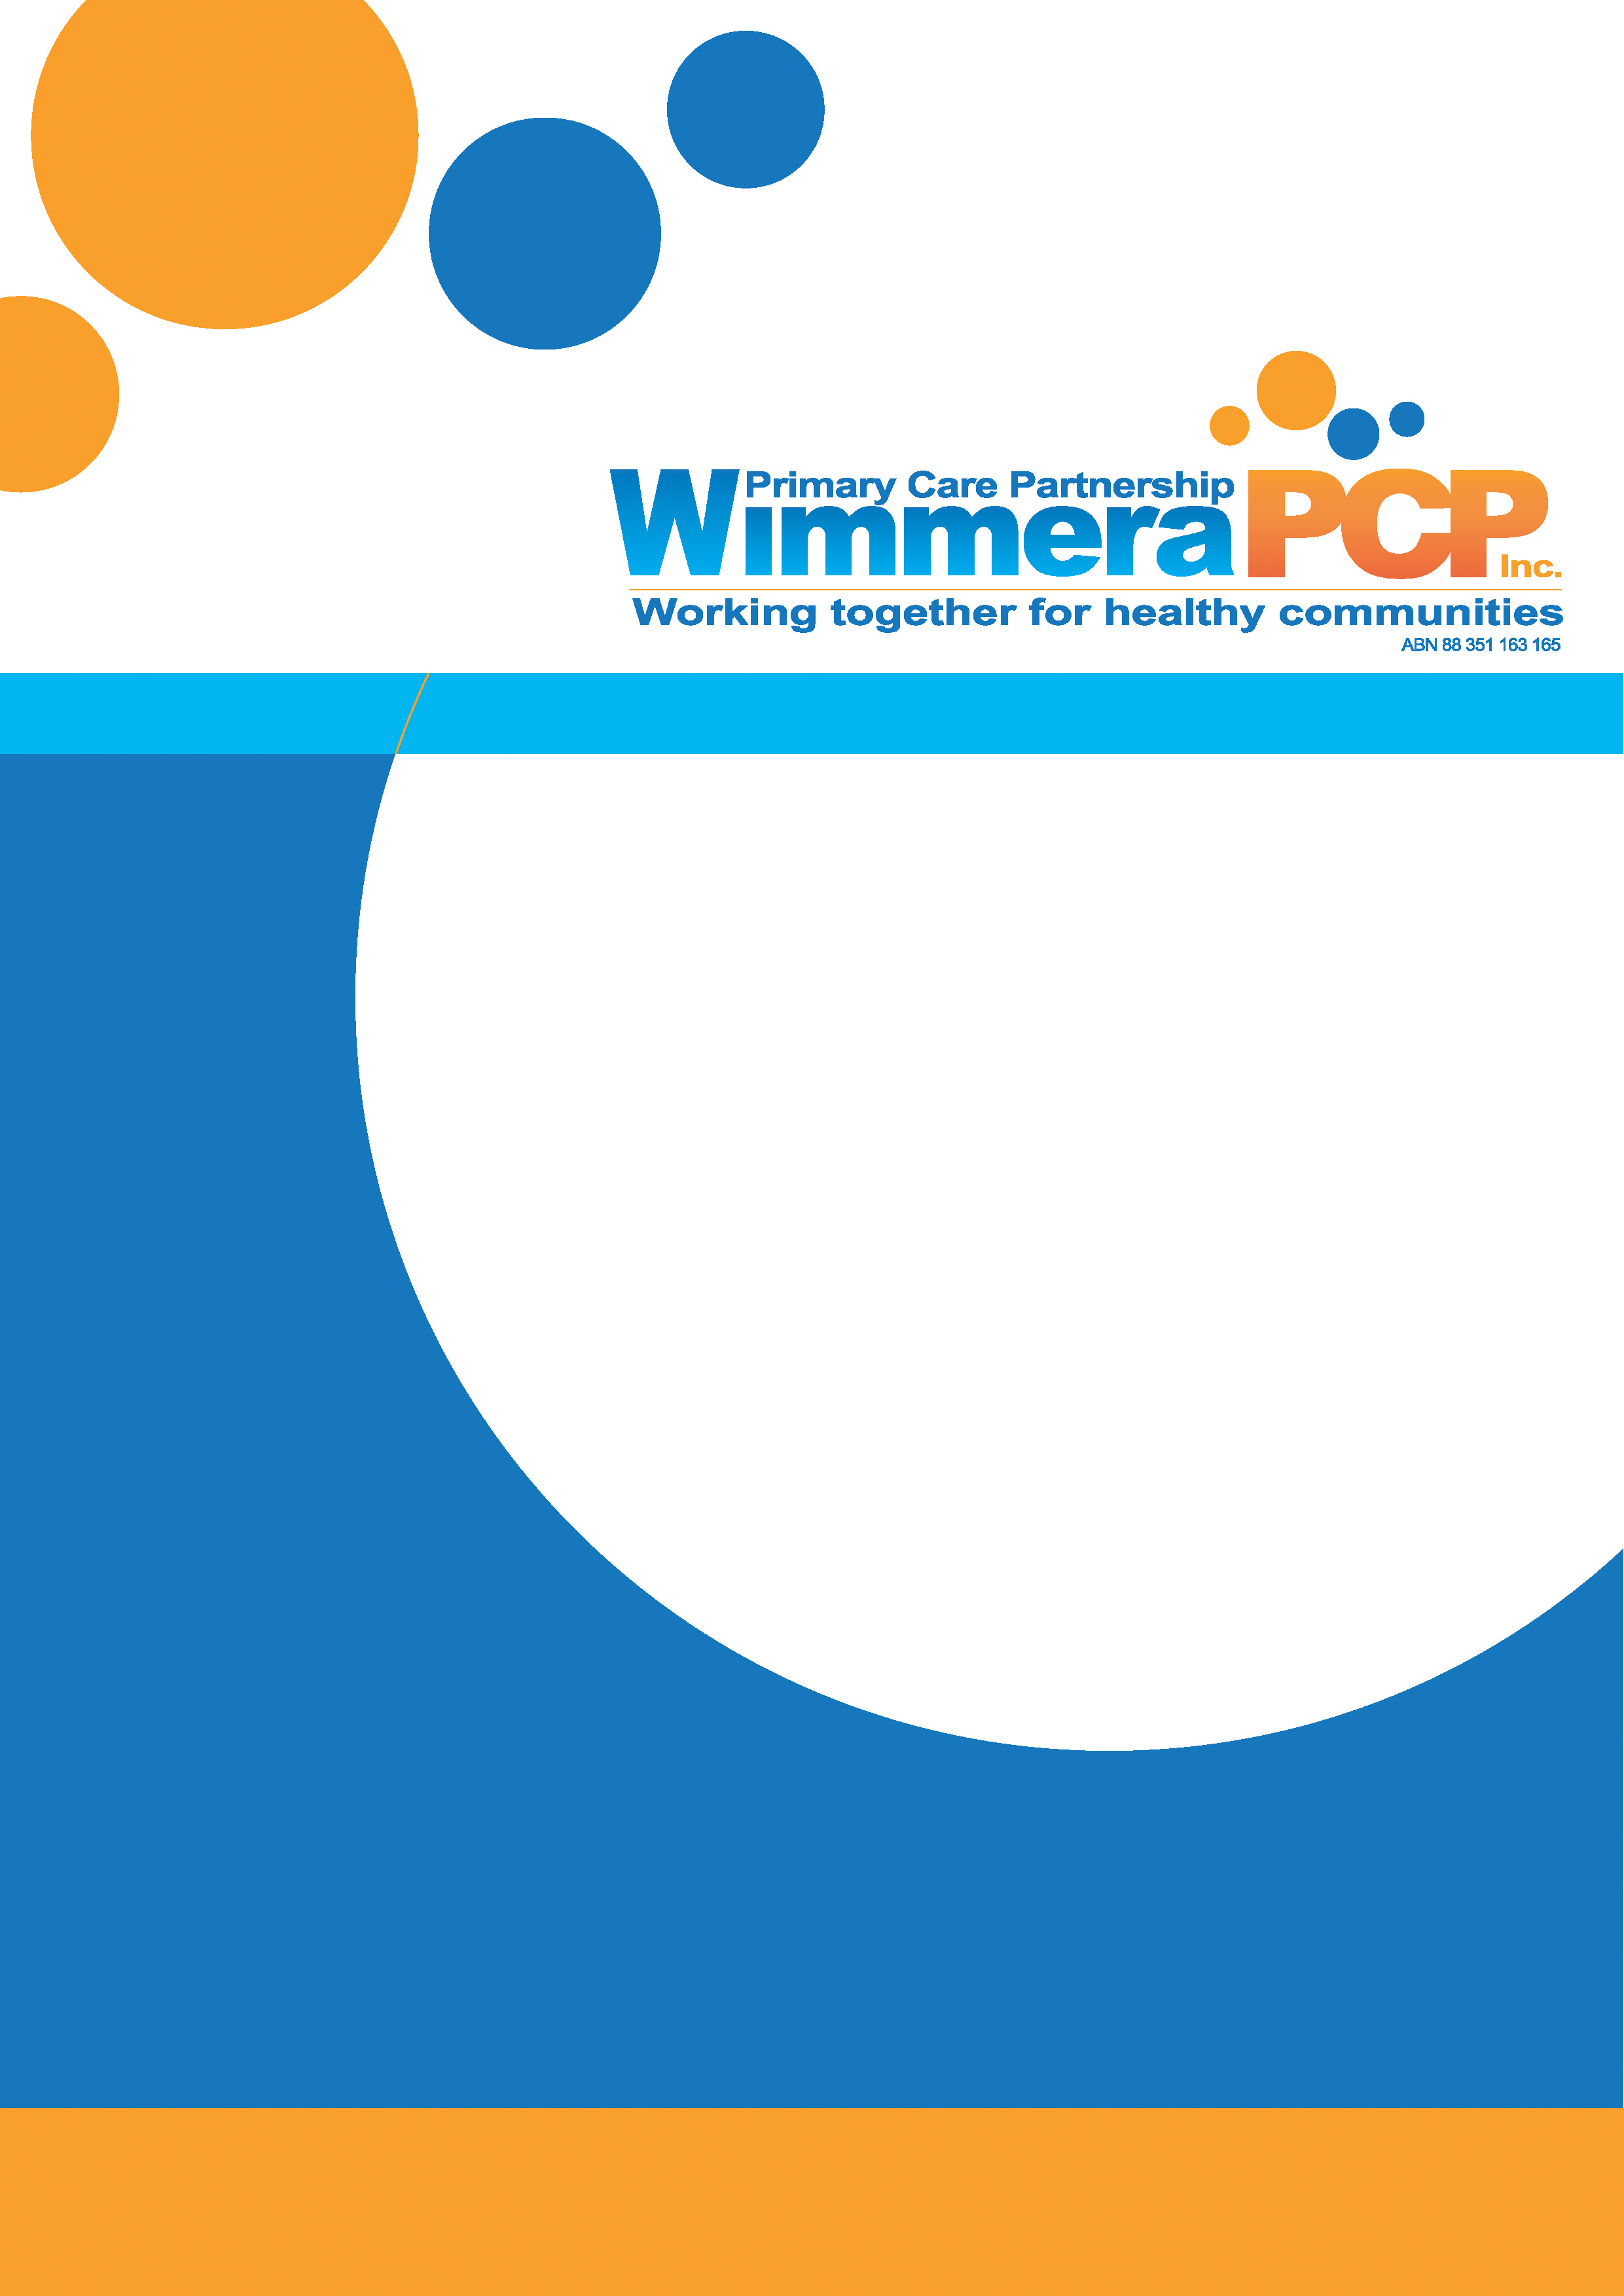 Primary Care Partnership
Wimmera PCP Inc.
Working together for healthy communities
ABN 88 351 163 165